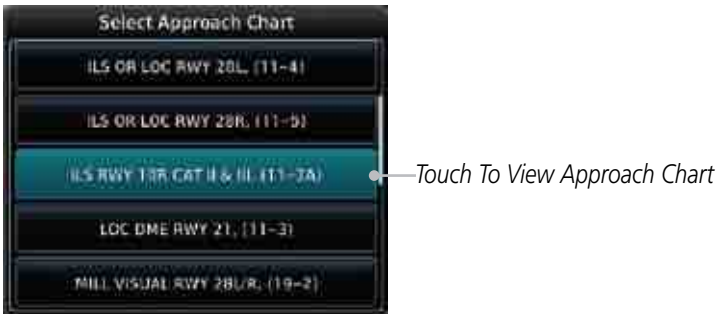 Select Approach Chart
ILS OR LOC RWY 28L, (11-4)
ILS OR LOC RWY 28R, (11-5)
ILS RWY 10R CAT II & III, (11-2A)
Touch To View Approach Chart
LOC DME RWY 21, (11-3)
MILL VISUAL RWY 28L/R, (19-2)